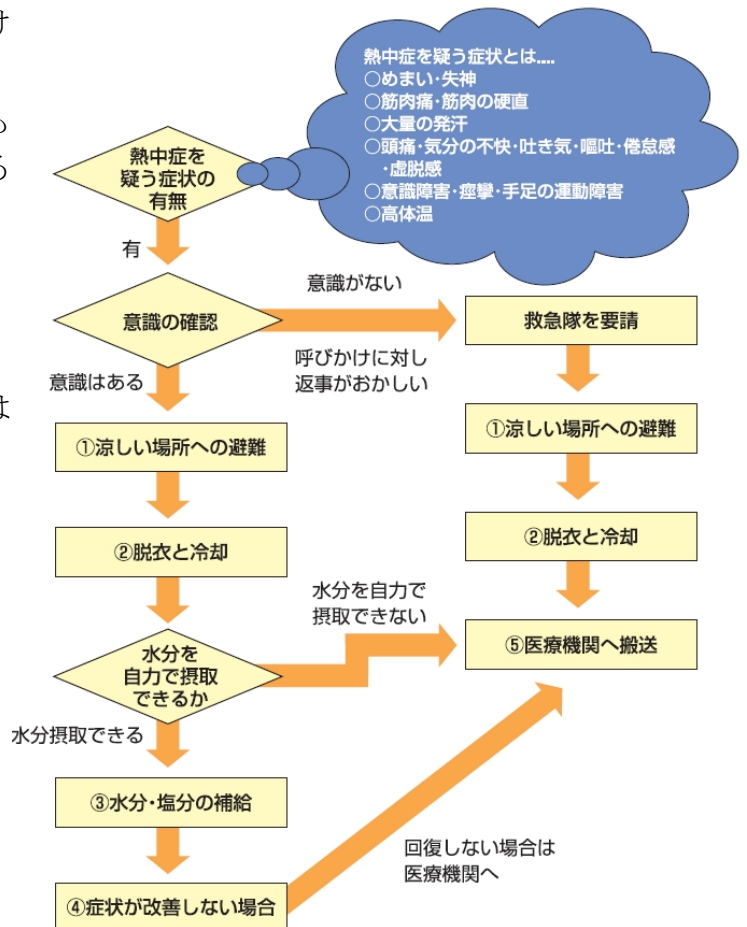 け
る
は
熱中症を疑う症状とは....
○めまい・失神
○筋肉痛・筋肉の硬直
○大量の発汗
○頭痛・気分の不快・吐き気・嘔吐・倦怠感
・虚脱感
○意識障害・痙攣・手足の運動障害
○高体温
熱中症を
疑う症状の
有無
有
意識の確認
意識がない
呼びかけに対し
返事がおかしい
救急隊を要請
①涼しい場所への避難
②脱衣と冷却
⑤医療機関へ搬送
意識はある
①涼しい場所への避難
②脱衣と冷却
水分を自力で
摂取できない
水分を
自力で摂取
できるか
水分摂取できる
③水分・塩分の補給
④症状が改善しない場合
回復しない場合は
医療機関へ